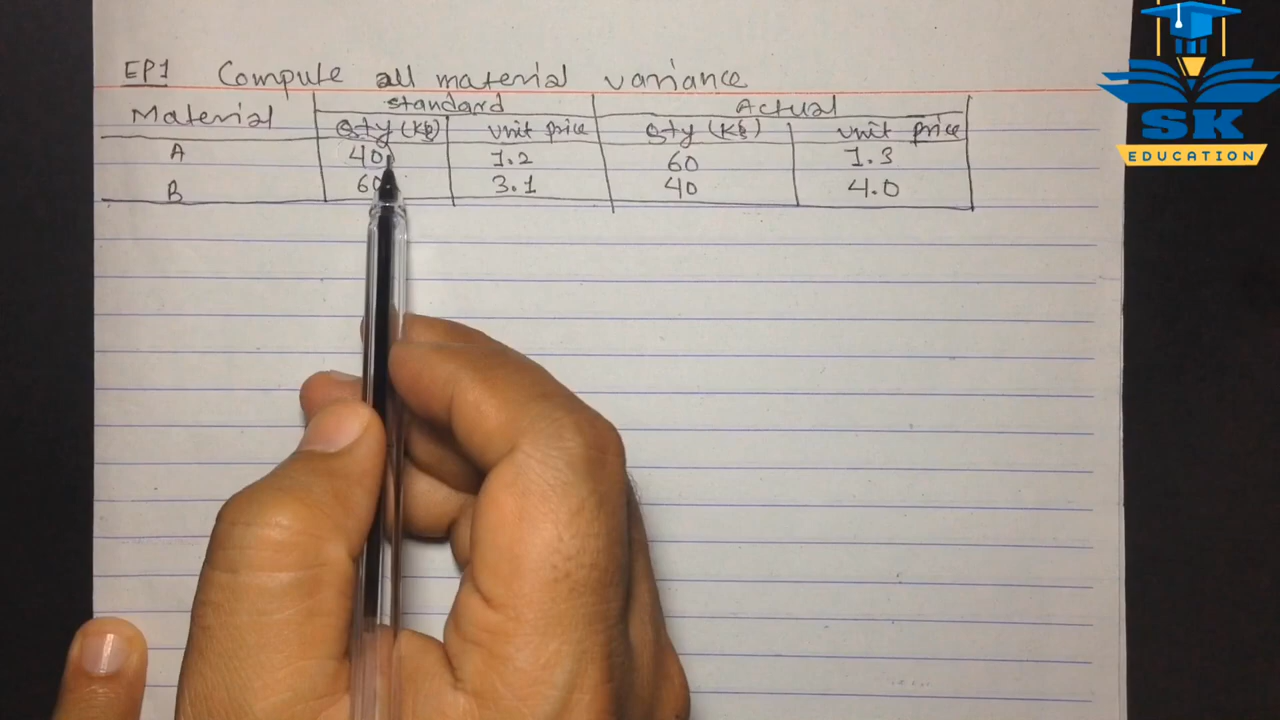 EP1 Compute all material variance
Material standard Actual
Qty (Kg) Unit price Qty (Kg) Unit price
A 40 1.2 60 1.3
B 60 3.1 40 4.0
SK
EDUCATION